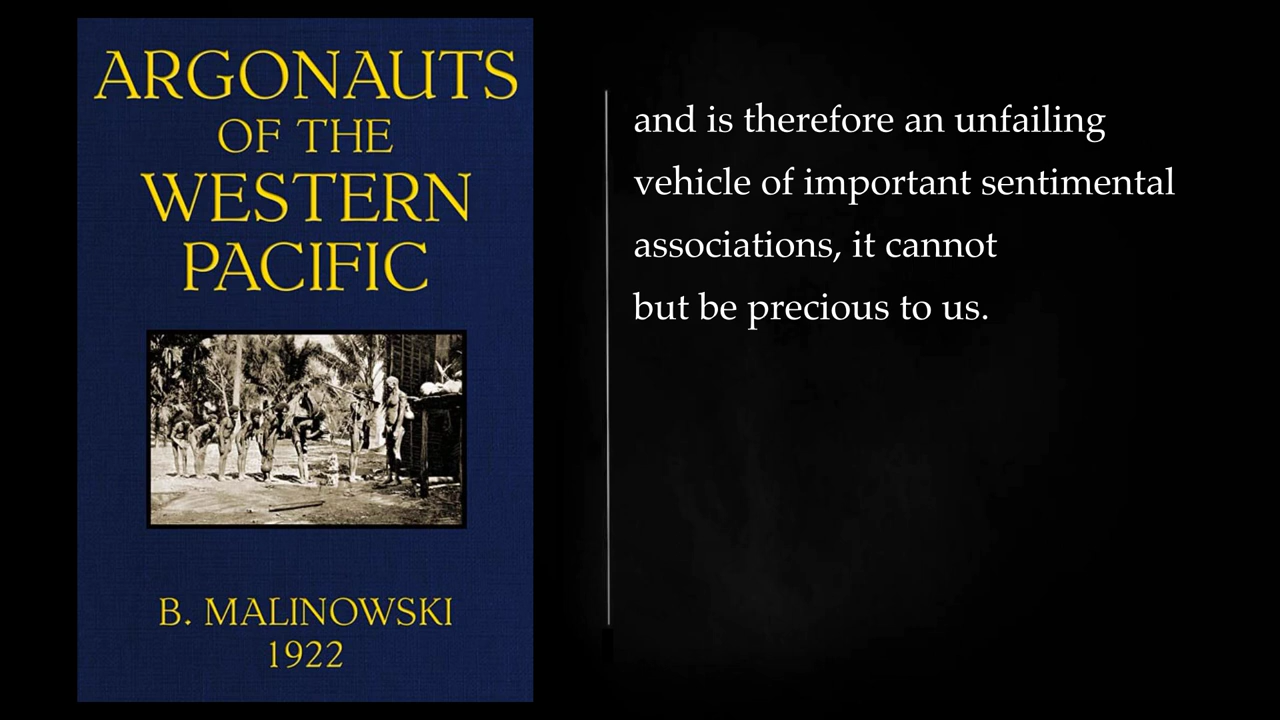 ARGONAUTS
OF THE
WESTERN
PACIFIC
B. MALINOWSKI
1922
and is therefore an unfailing
vehicle of important sentimental
associations, it cannot
but be precious to us.